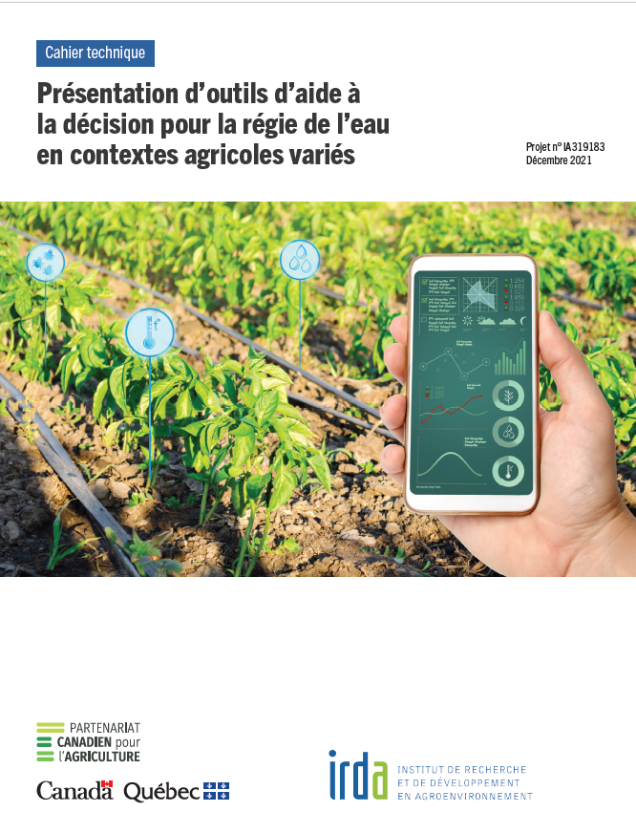 Cahier technique
Présentation d’outils d’aide à
la décision pour la régie de l’eau
en contextes agricoles variés
Projet n° IA319183
Décembre 2021
PARTENARIAT
CANADIEN pour
l’AGRICULTURE
Canada Québec
irda
INSTITUT DE RECHERCHE
ET DE DÉVELOPPEMENT
EN AGROENVIRONNEMENT